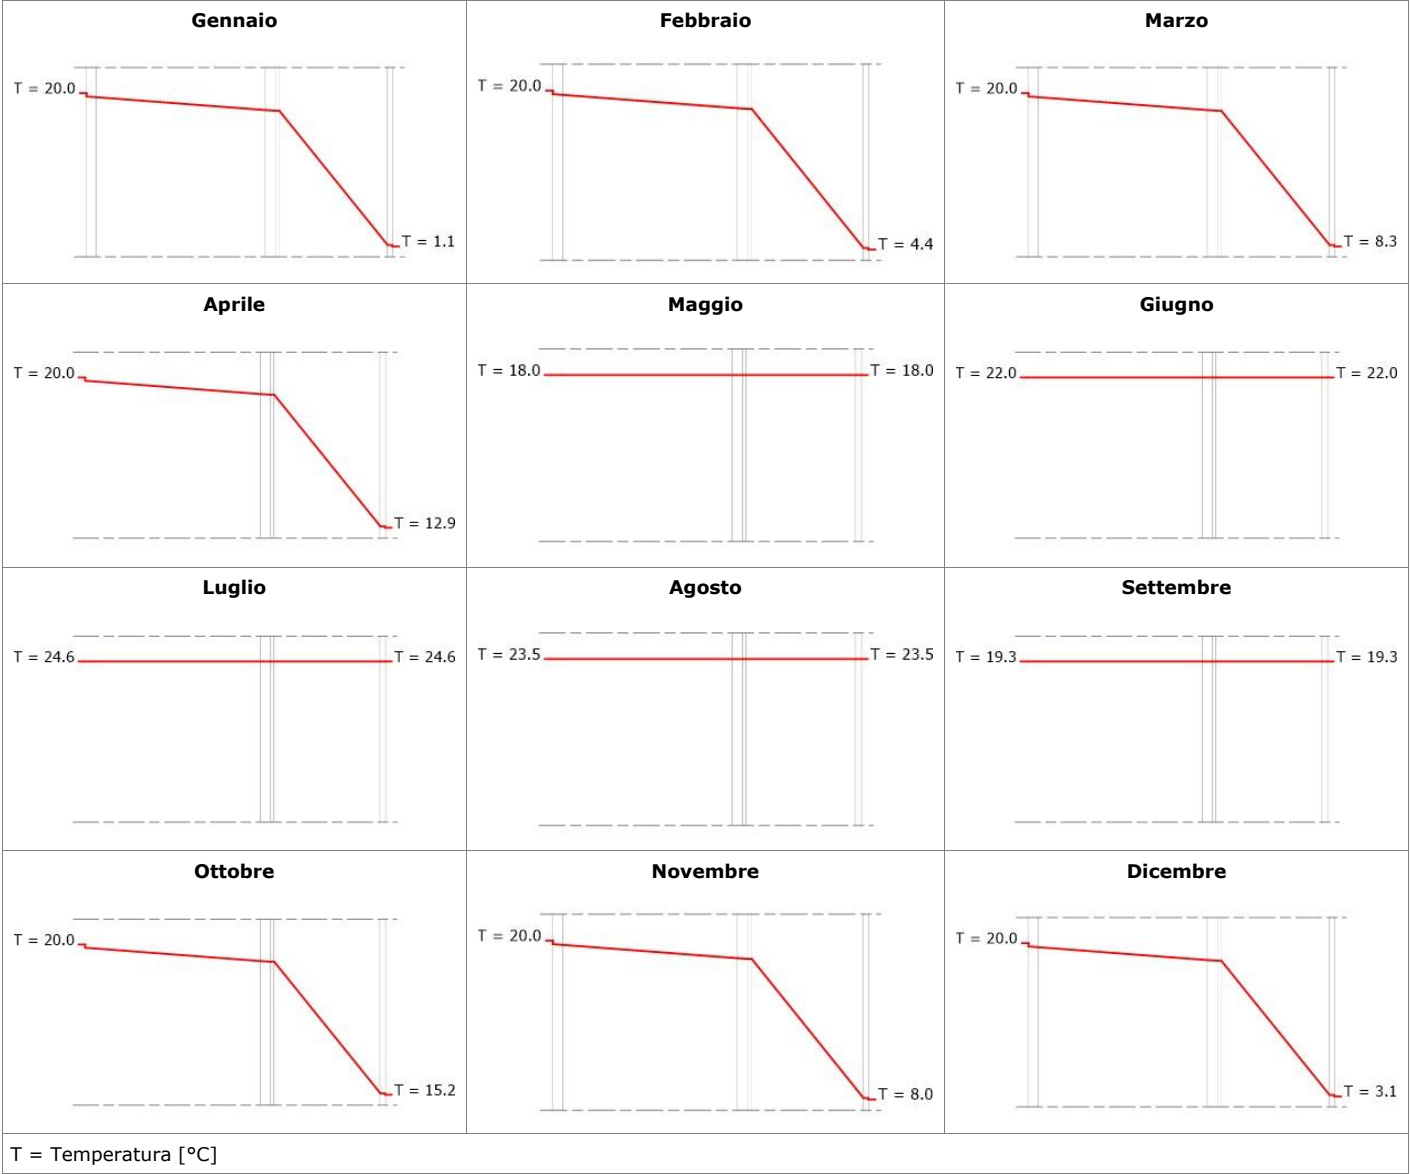 Gennaio
T = 20.0
T = 1.1
Febbraio
T = 20.0
T = 4.4
Marzo
T = 20.0
T = 8.3
Aprile
T = 20.0
T = 12.9
Maggio
T = 18.0
T = 18.0
Giugno
T = 22.0
T = 22.0
Luglio
T = 24.6
T = 24.6
Agosto
T = 23.5
T = 23.5
Settembre
T = 19.3
T = 19.3
Ottobre
T = 20.0
T = 15.2
Novembre
T = 20.0
T = 8.0
Dicembre
T = 20.0
T = 3.1
T = Temperatura [°C]